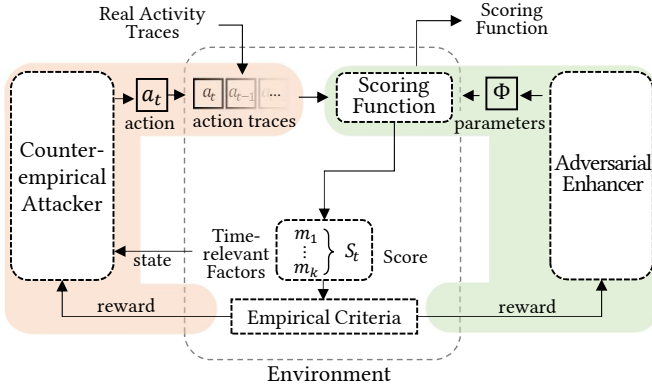 Real Activity
Traces
Scoring
Function
a_t
action
a_t a_{t-1} a...
action traces
Scoring
Function
Φ
parameters
Counter-
empirical
Attacker
Adversarial
Enhancer
Time-
relevant
Factors
m_1
⋮
m_k
} S_t
Score
state
reward
Empirical Criteria
reward
Environment